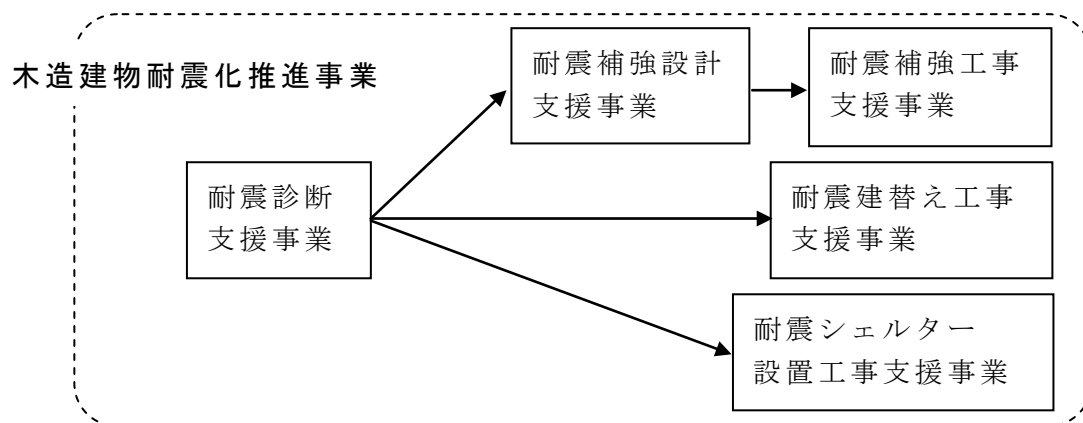 木造建物耐震化推進事業
耐震診断
支援事業
耐震補強設計
支援事業
耐震補強工事
支援事業
耐震建替え工事
支援事業
耐震シェルター
設置工事支援事業